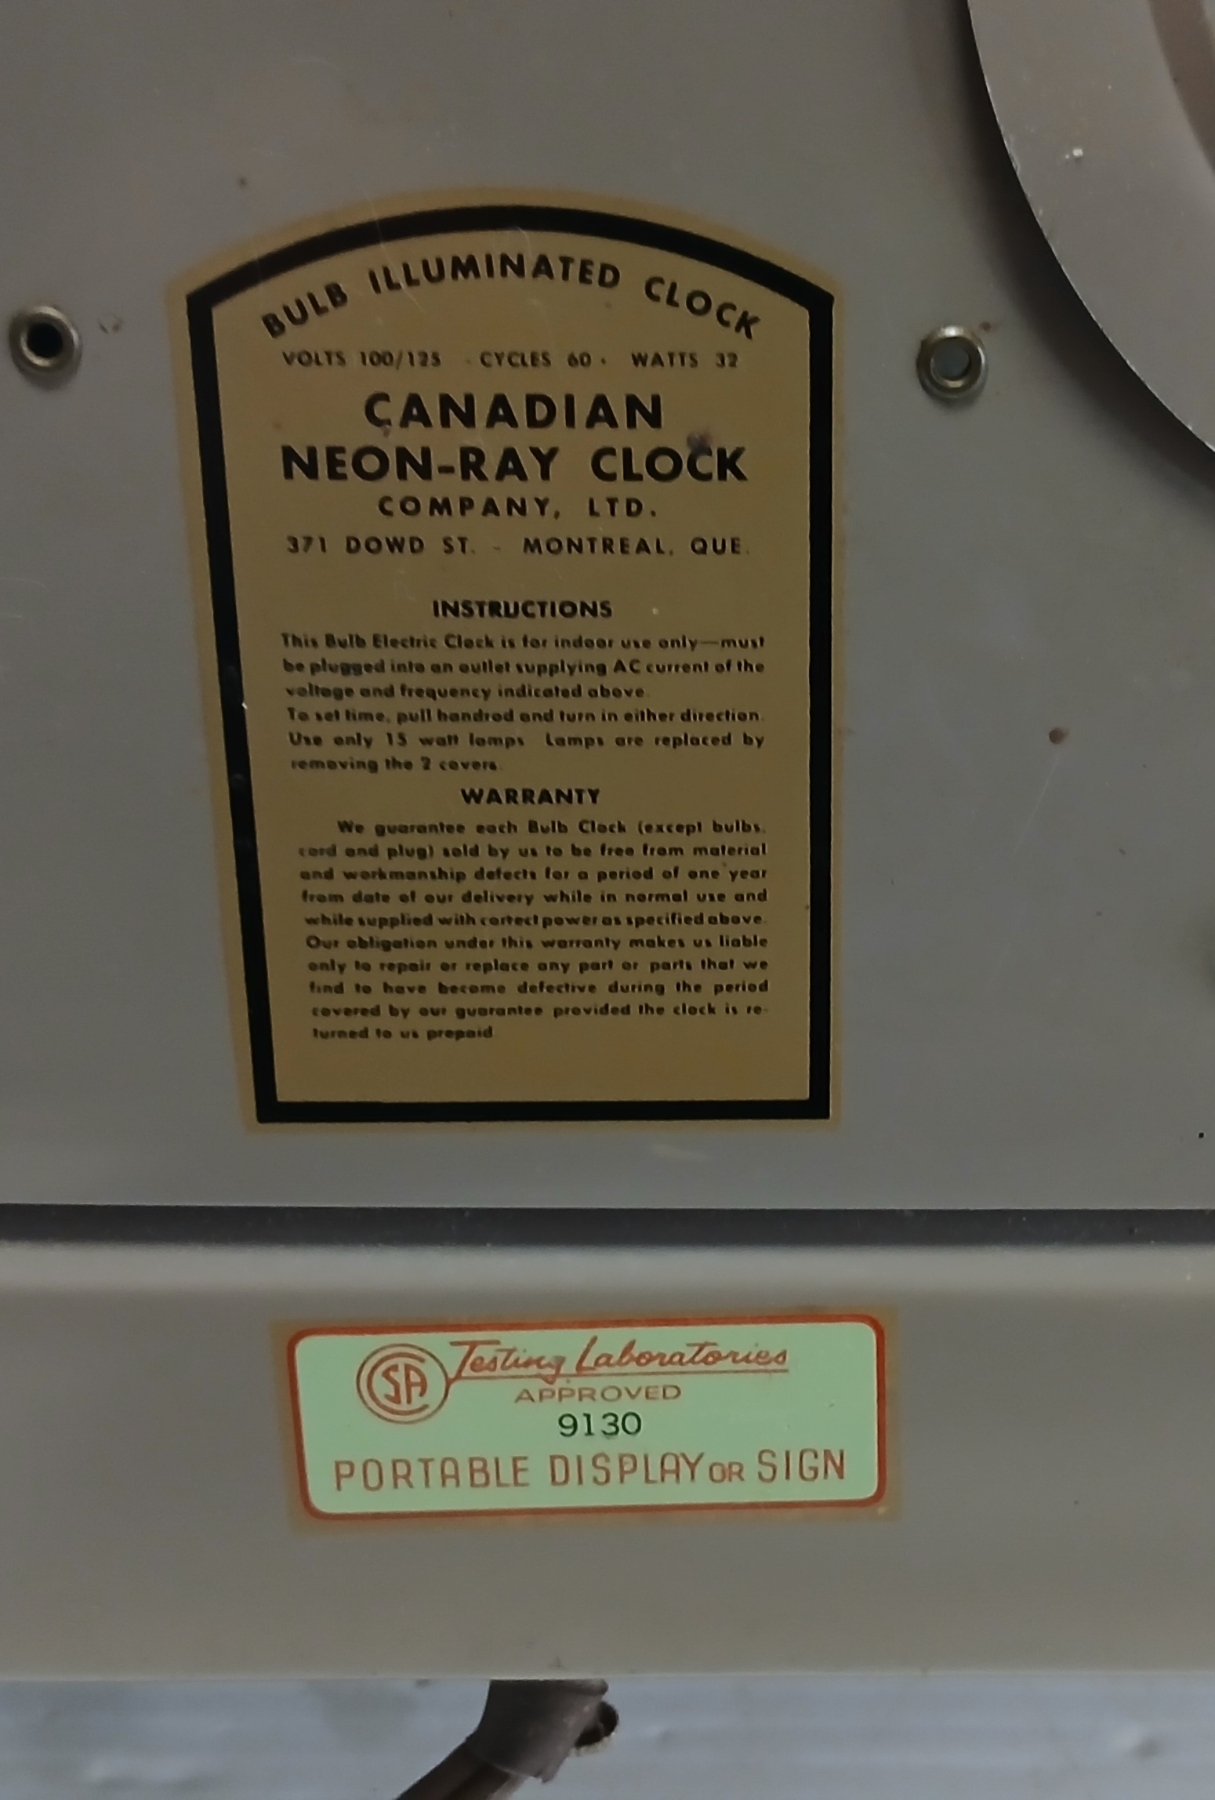 BULB ILLUMINATED CLOCK
VOLTS 100/125 - CYCLES 60 · WATTS 32
CANADIAN
NEON-RAY CLOCK
COMPANY, LTD.
371 DOWD ST. - MONTREAL, QUE.
INSTRUCTIONS
This Bulb Electric Clock is for indoor use only—must
be plugged into an outlet supplying AC current of the
voltage and frequency indicated above.
To set time, pull handrod and turn in either direction.
Use only 15 watt lamps Lamps are replaced by
removing the 2 covers.
WARRANTY
We guarantee each Bulb Clock (except bulbs,
cord and plug) sold by us to be free from material
and workmanship defects for a period of one year
from date of our delivery while in normal use and
while supplied with correct power as specified above.
Our obligation under this warranty makes us liable
only to repair or replace any part or parts that we
find to have become defective during the period
covered by our guarantee provided the clock is re-
turned to us prepaid.
CSA Testing Laboratories
APPROVED
9130
PORTABLE DISPLAY OR SIGN